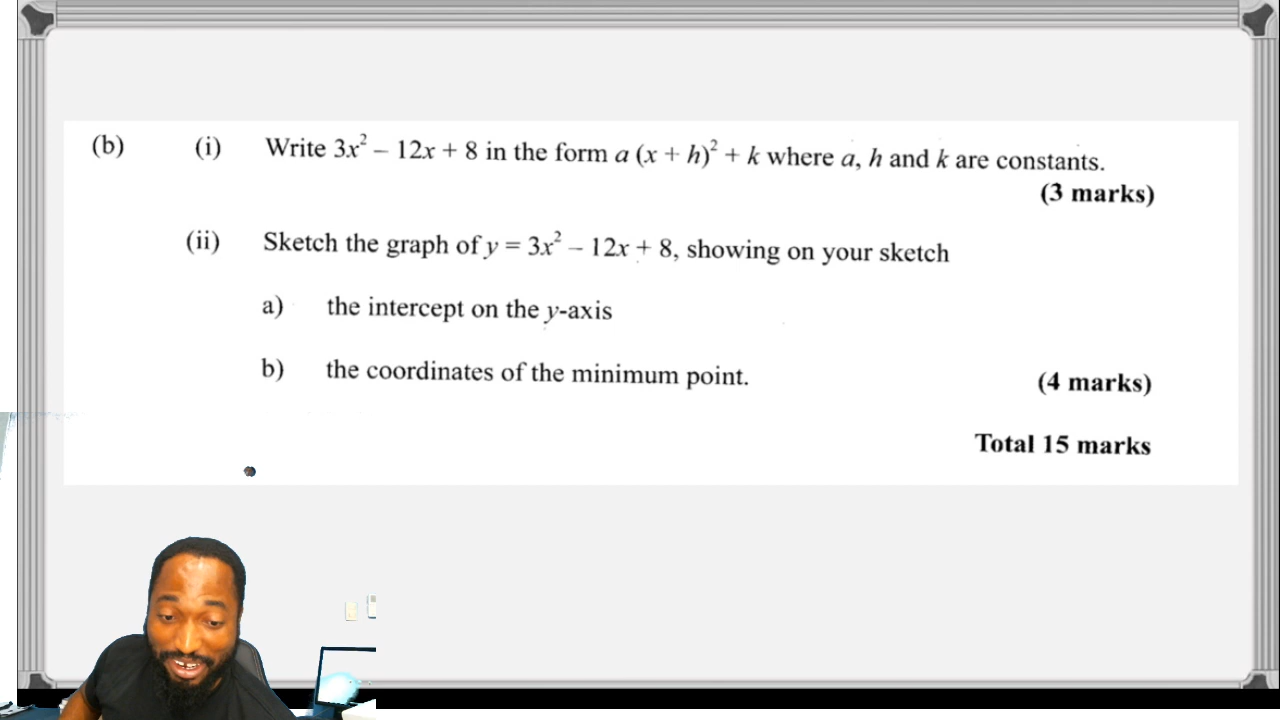 (b) (i) Write 3x² – 12x + 8 in the form a (x + h)² + k where a, h and k are constants.
(3 marks)
(ii) Sketch the graph of y = 3x² – 12x + 8, showing on your sketch
a) the intercept on the y-axis
b) the coordinates of the minimum point.
(4 marks)
Total 15 marks